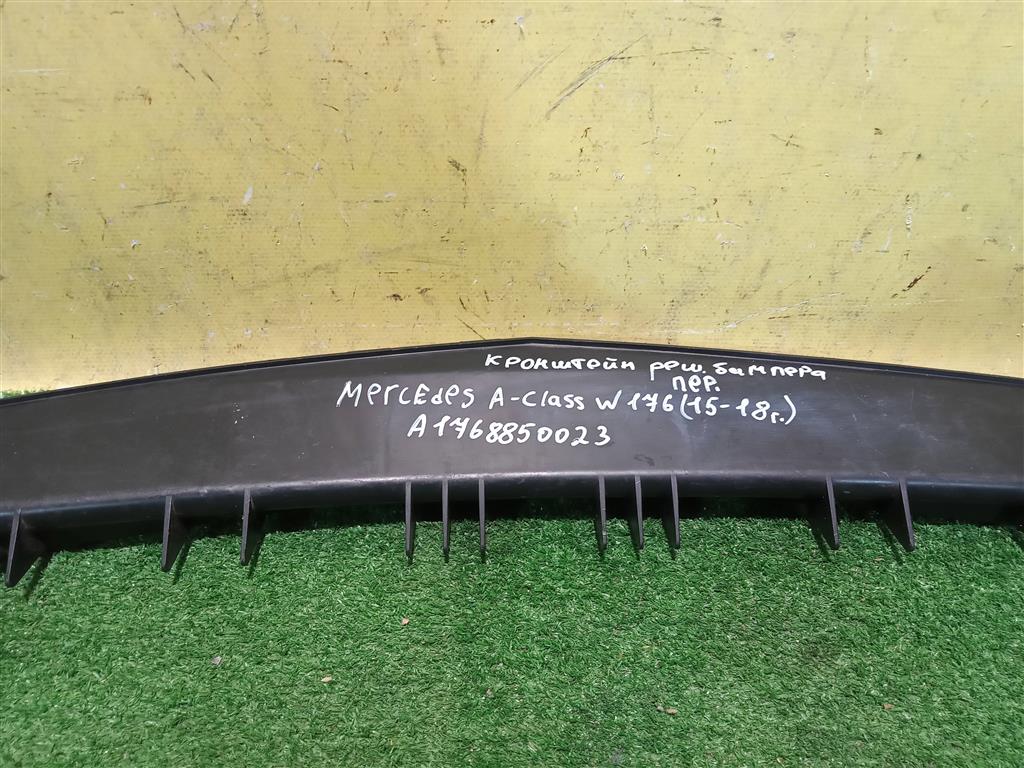 кронштейн реш. бампера
пер.
Mercedes A-Class W176 (15-18г.)
A1768850023